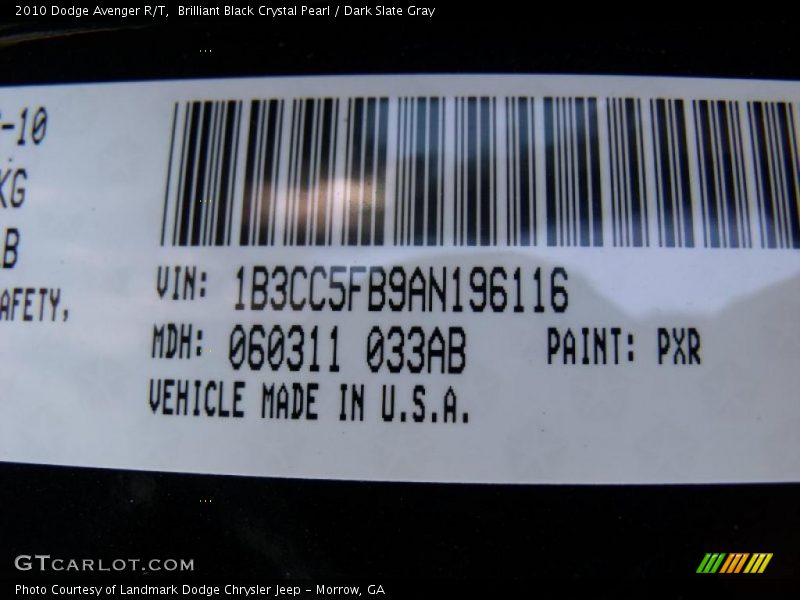 2010 Dodge Avenger R/T,  Brilliant Black Crystal Pearl / Dark Slate Gray
-10
KG
LB
AFETY,
VIN: 1B3CC5FB9AN196116
MDH: 060311 033AB PAINT: PXR
VEHICLE MADE IN U.S.A.
GTCARLOT.COM
Photo Courtesy of Landmark Dodge Chrysler Jeep - Morrow, GA